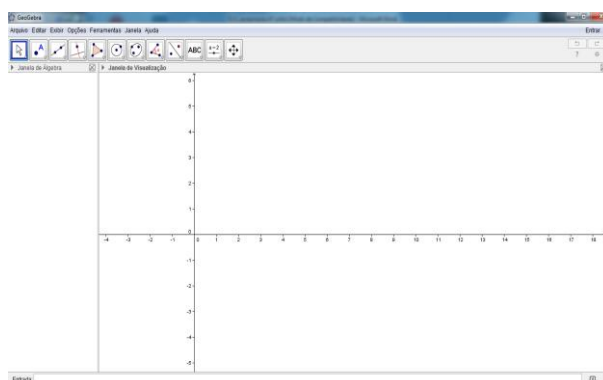 GeoGebra
Arquivo Editar Exibir Opções Ferramentas Janela Ajuda Entrar
A ABC a=2
Janela de Álgebra Janela de Visualização
6
5
4
3
2
1
0
-4 -3 -2 -1 0 1 2 3 4 5 6 7 8 9 10 11 12 13 14 15 16 17 18
-1
-2
-3
-4
-5
Entrada: